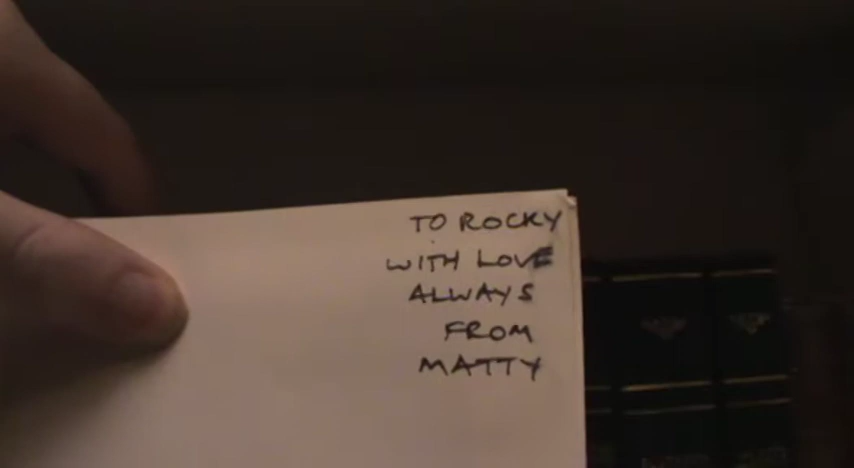 TO ROCKY
WITH LOVE
ALWAYS
FROM
MATTY